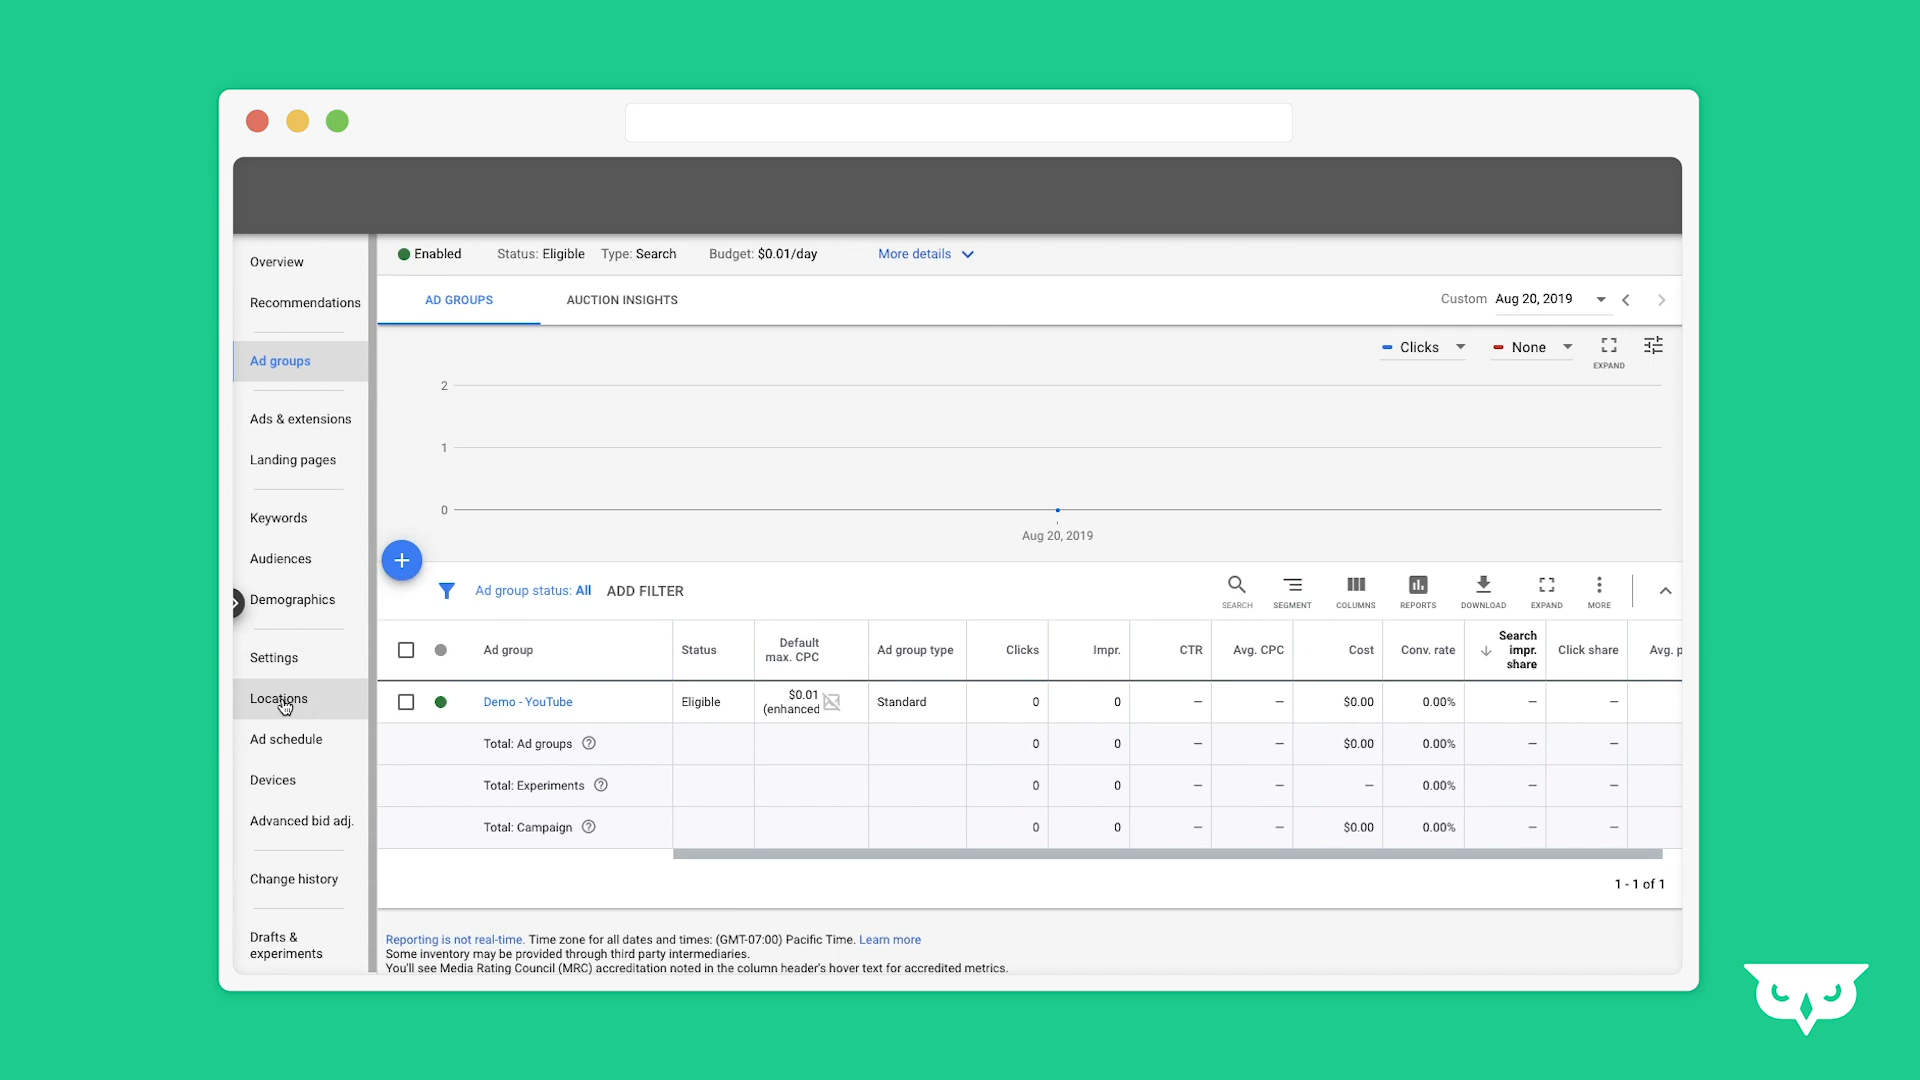 Enabled Status: Eligible Type: Search Budget: $0.01/day More details
AD GROUPS AUCTION INSIGHTS Custom Aug 20, 2019
Clicks None EXPAND
2
1
0
Aug 20, 2019
Overview
Recommendations
Ad groups
Ads & extensions
Landing pages
Keywords
Audiences
Demographics
Settings
Locations
Ad schedule
Devices
Advanced bid adj.
Change history
Drafts &
experiments
+
Ad group status: All ADD FILTER
SEARCH SEGMENT COLUMNS REPORTS DOWNLOAD EXPAND MORE
Ad group Status Default max. CPC Ad group type Clicks Impr. CTR Avg. CPC Cost Conv. rate Search impr. share Click share Avg. p
Demo - YouTube Eligible $0.01 (enhanced Standard 0 0 – – $0.00 0.00% – –
Total: Ad groups 0 0 – – $0.00 0.00% – –
Total: Experiments 0 0 – – – 0.00% – –
Total: Campaign 0 0 – – $0.00 0.00% – –
1 - 1 of 1
Reporting is not real-time. Time zone for all dates and times: (GMT-07:00) Pacific Time. Learn more
Some inventory may be provided through third party intermediaries.
You'll see Media Rating Council (MRC) accreditation noted in the column header's hover text for accredited metrics.